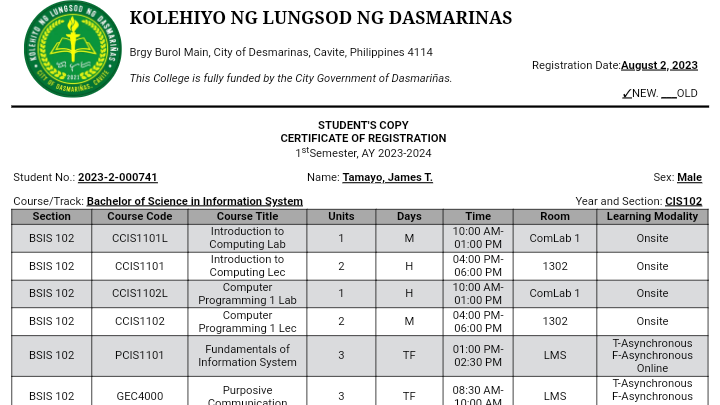 KOLEHIYO NG LUNGSOD NG DASMARINAS
KOLEHIYO NG LUNGSOD NG DASMARIÑAS
2021
CITY OF DASMARIÑAS, CAVITE
Brgy Burol Main, City of Desmarinas, Cavite, Philippines 4114
Registration Date:August 2, 2023
This College is fully funded by the City Government of Dasmariñas.
✓NEW. ___OLD
STUDENT'S COPY
CERTIFICATE OF REGISTRATION
1stSemester, AY 2023-2024
Student No.: 2023-2-000741 Name: Tamayo, James T. Sex: Male
Course/Track: Bachelor of Science in Information System Year and Section: CIS102
Section Course Code Course Title Units Days Time Room Learning Modality
BSIS 102 CCIS1101L Introduction to Computing Lab 1 M 10:00 AM-01:00 PM ComLab 1 Onsite
BSIS 102 CCIS1101 Introduction to Computing Lec 2 H 04:00 PM-06:00 PM 1302 Onsite
BSIS 102 CCIS1102L Computer Programming 1 Lab 1 H 10:00 AM-01:00 PM ComLab 1 Onsite
BSIS 102 CCIS1102 Computer Programming 1 Lec 2 M 04:00 PM-06:00 PM 1302 Onsite
BSIS 102 PCIS1101 Fundamentals of Information System 3 TF 01:00 PM-02:30 PM LMS T-Asynchronous F-Asynchronous Online
BSIS 102 GEC4000 Purposive Communication 3 TF 08:30 AM-10:00 AM LMS T-Asynchronous F-Asynchronous